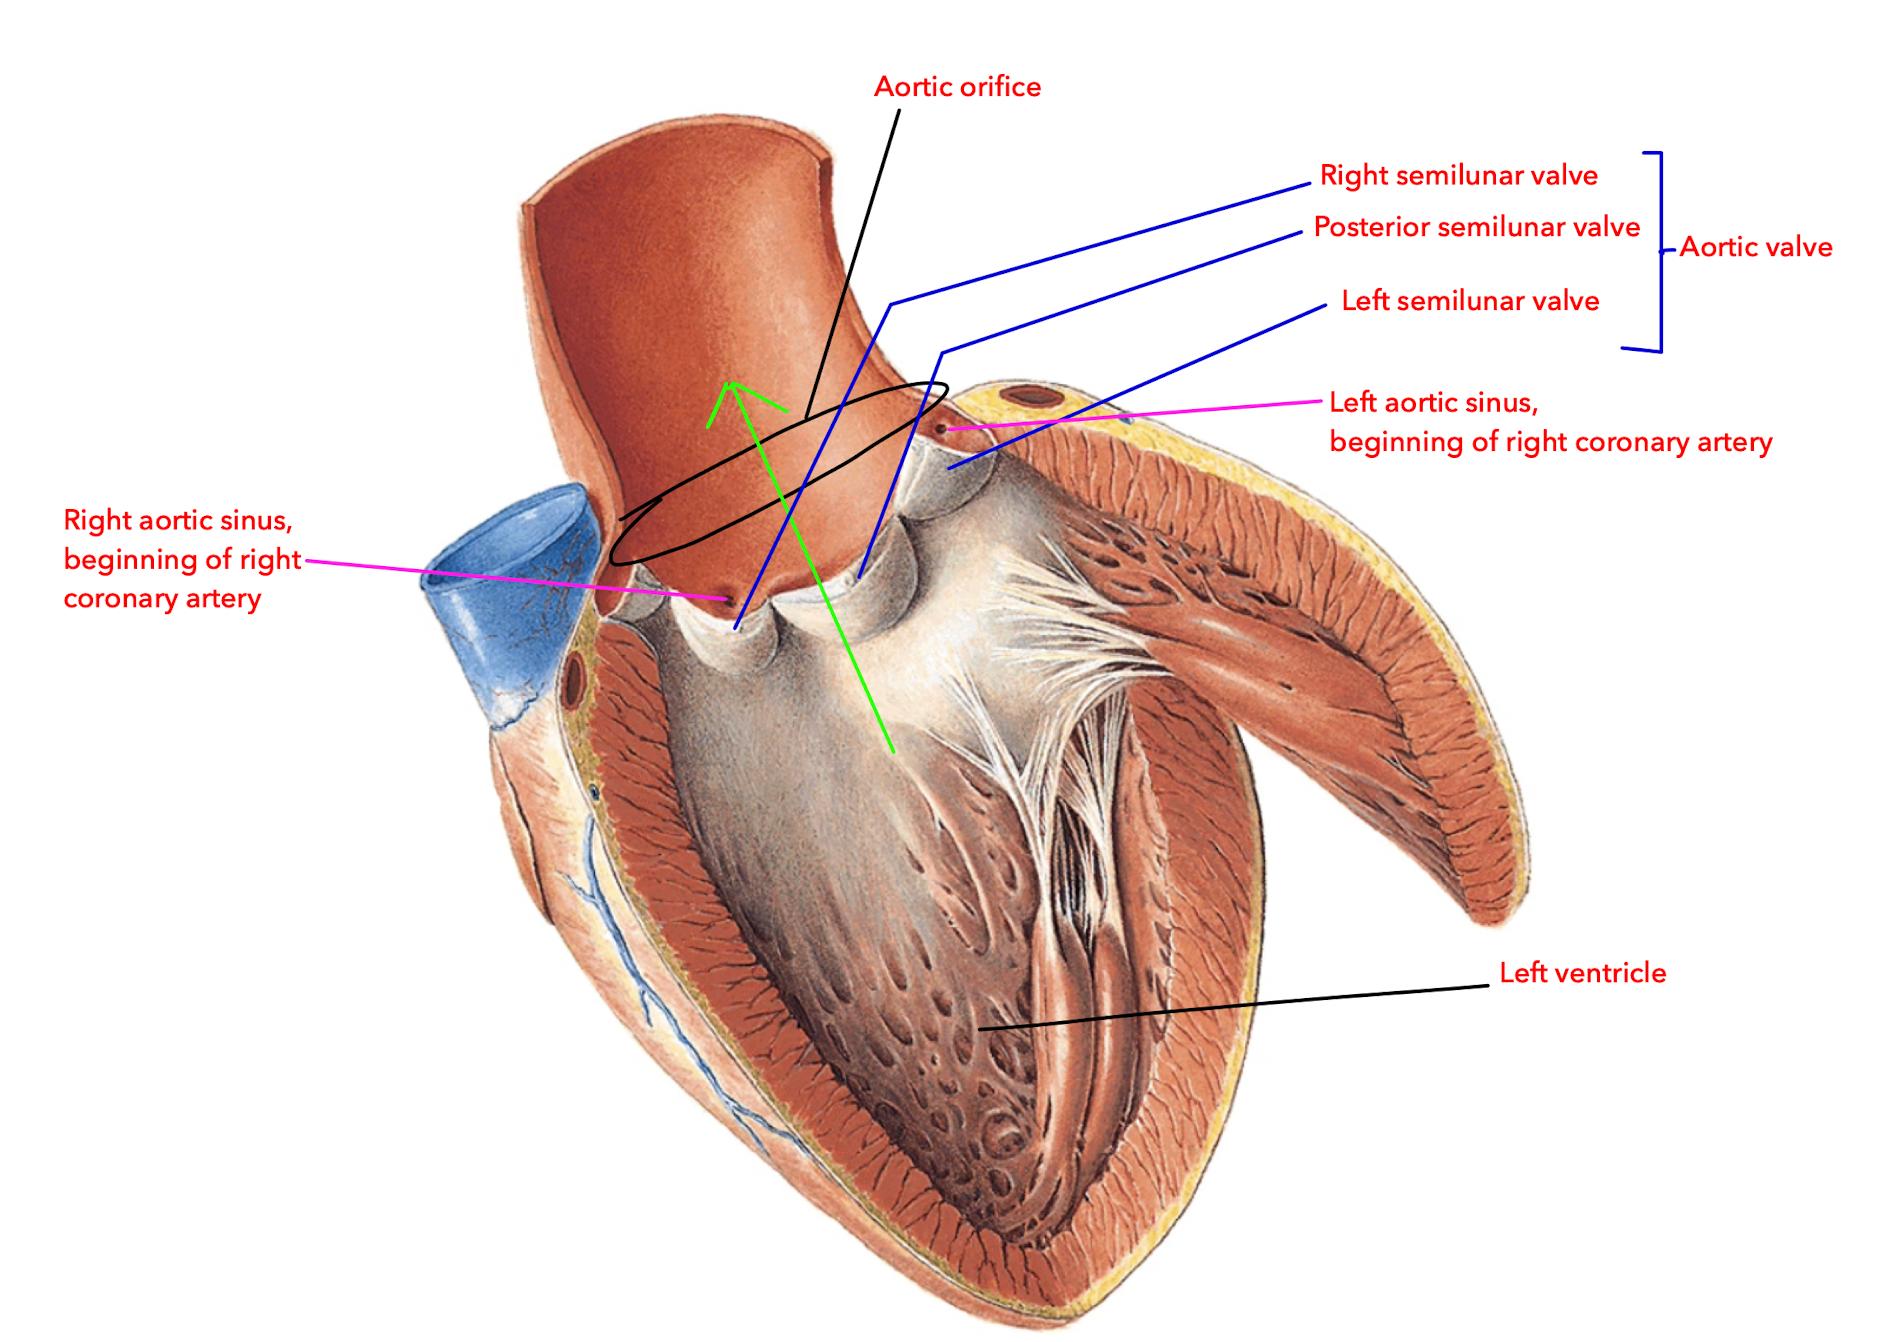 Aortic orifice
Right semilunar valve
Posterior semilunar valve
Aortic valve
Left semilunar valve
Left aortic sinus,
beginning of right coronary artery
Right aortic sinus,
beginning of right
coronary artery
Left ventricle